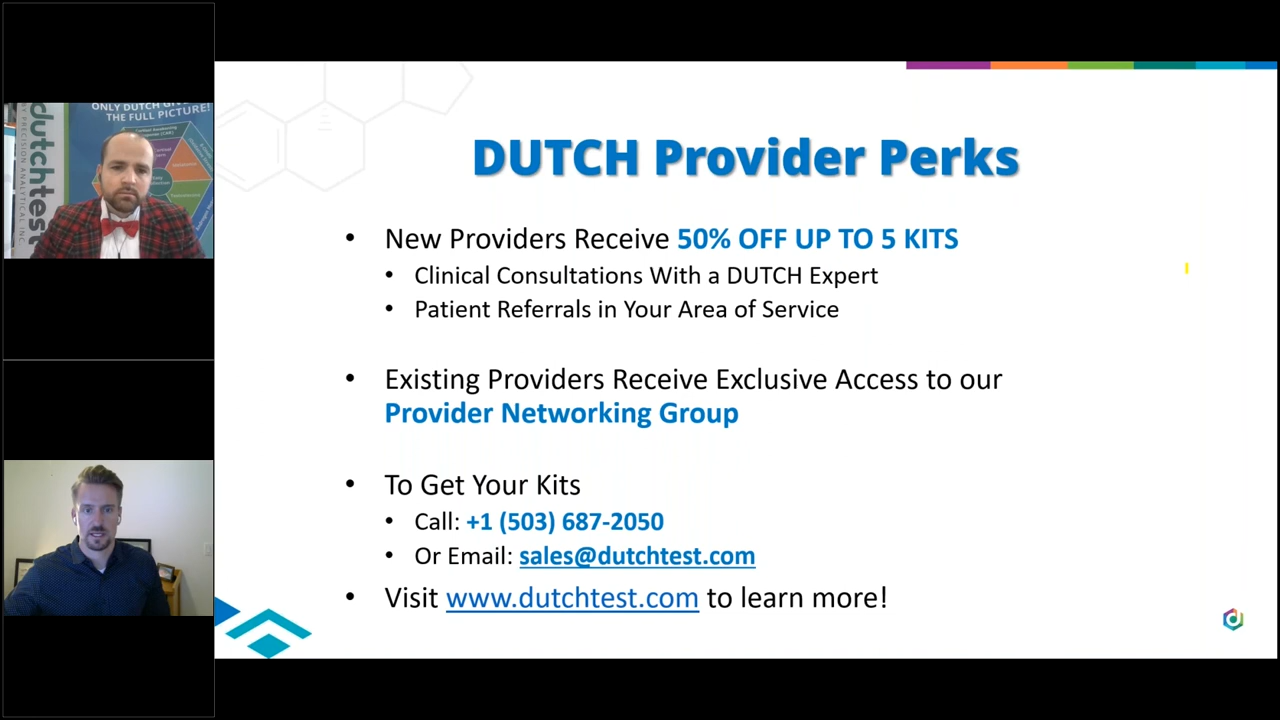 ONLY DUTCH
THE FULL PICTURE!
dutchtest
PRECISION ANALYTICAL INC.
DUTCH Provider Perks
• New Providers Receive 50% OFF UP TO 5 KITS
• Clinical Consultations With a DUTCH Expert
• Patient Referrals in Your Area of Service
• Existing Providers Receive Exclusive Access to our
Provider Networking Group
• To Get Your Kits
• Call: +1 (503) 687-2050
• Or Email: sales@dutchtest.com
• Visit www.dutchtest.com to learn more!